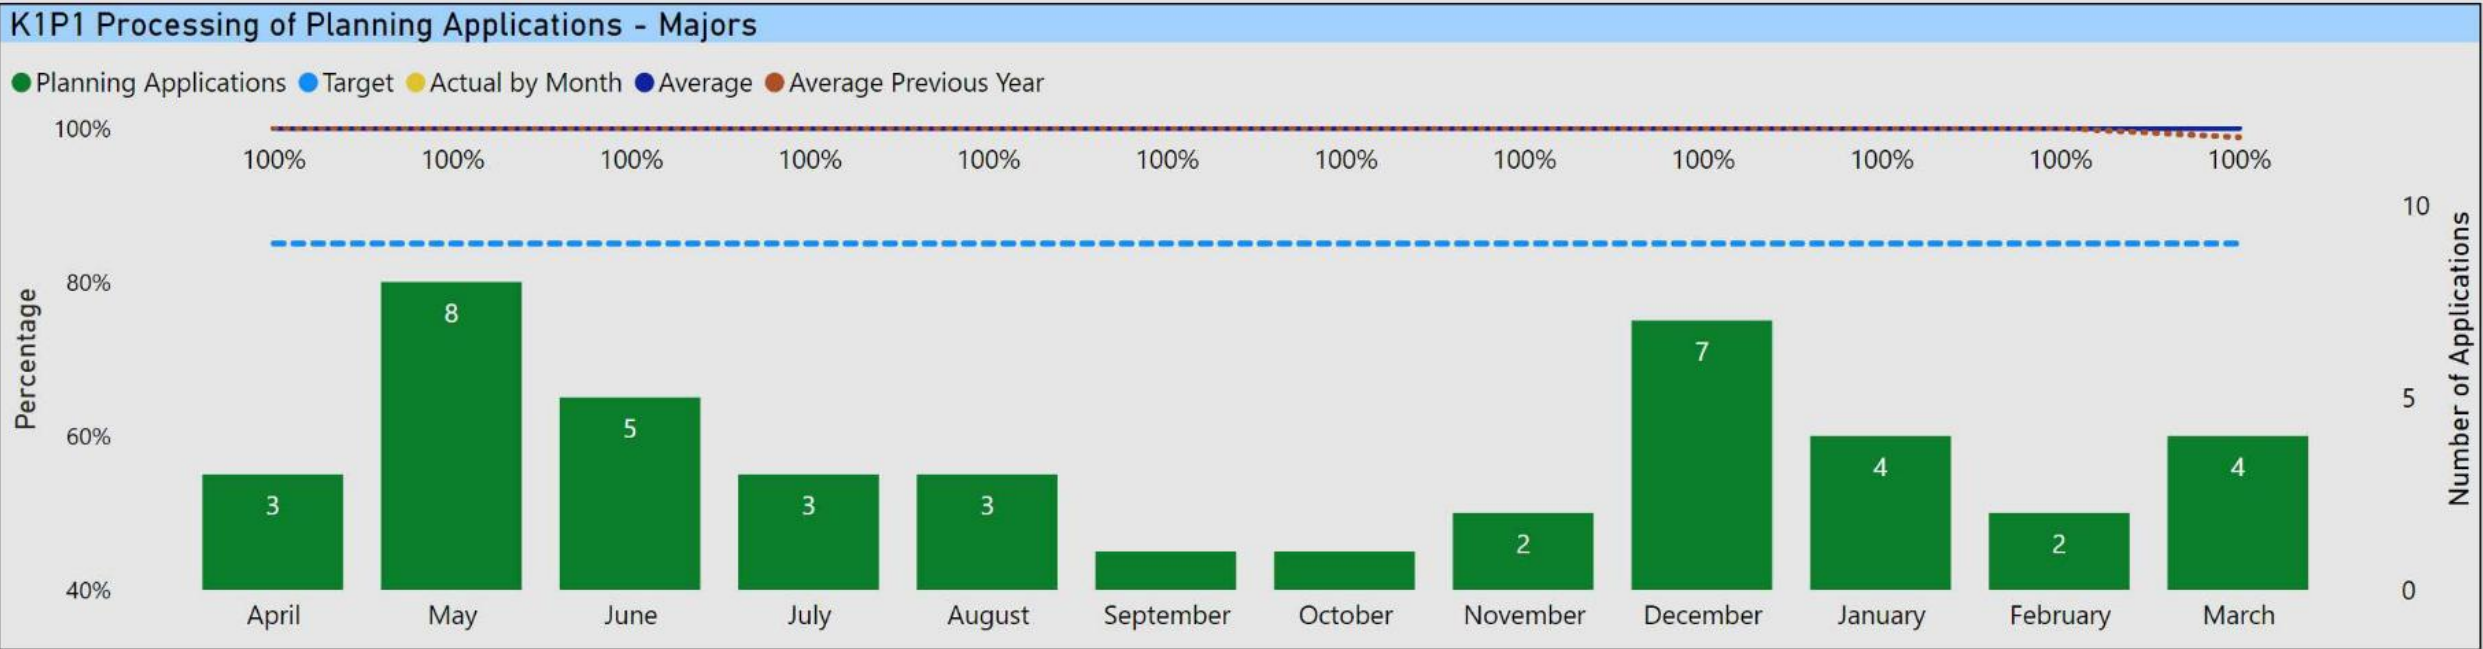 K1P1 Processing of Planning Applications - Majors
Planning Applications Target Actual by Month Average Average Previous Year
100%
100% 100% 100% 100% 100% 100% 100% 100% 100% 100% 100% 100%
10
80%
8
7
Percentage
Number of Applications
5
5
60%
4 4
3 3 3
2 2
40%
0
April May June July August September October November December January February March